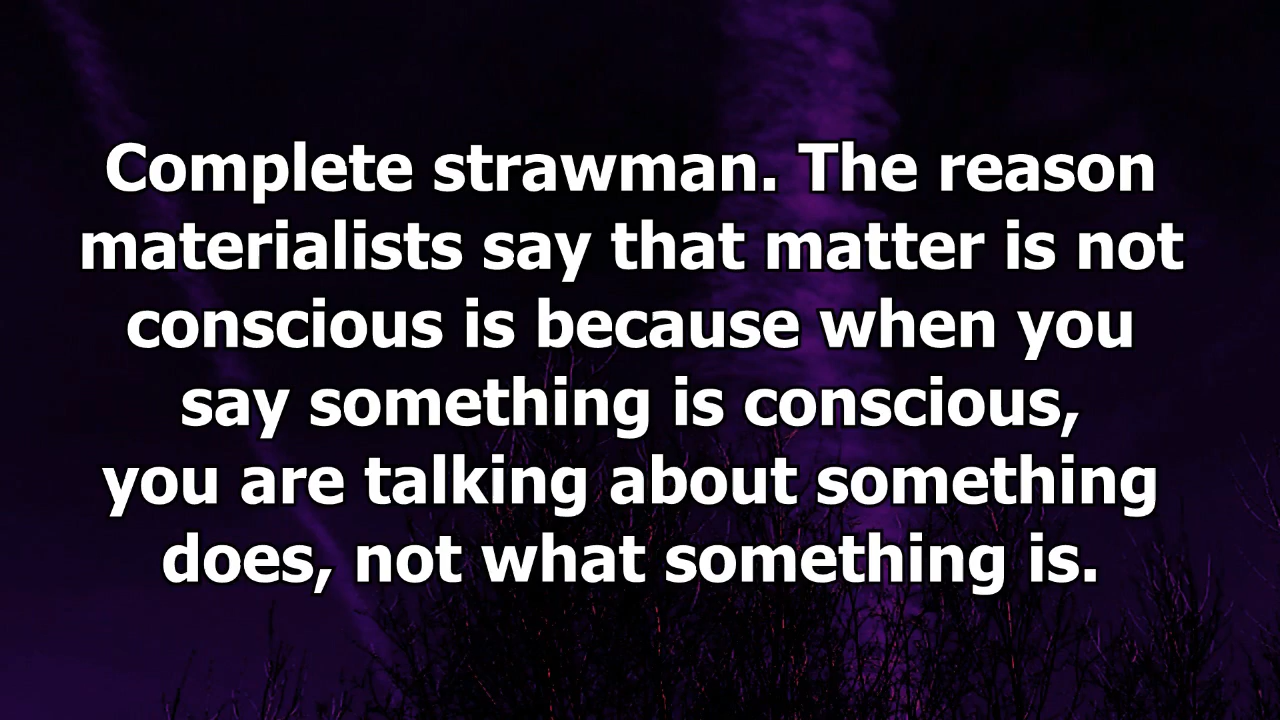 Complete strawman. The reason
materialists say that matter is not
conscious is because when you
say something is conscious,
you are talking about something
does, not what something is.